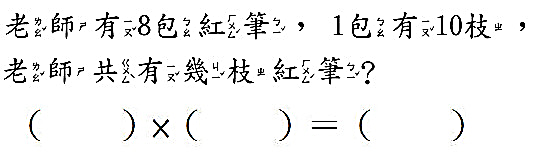 老師有8包紅筆，1包有10枝，
老師共有幾枝紅筆?
(　　)×(　　)＝(　　)